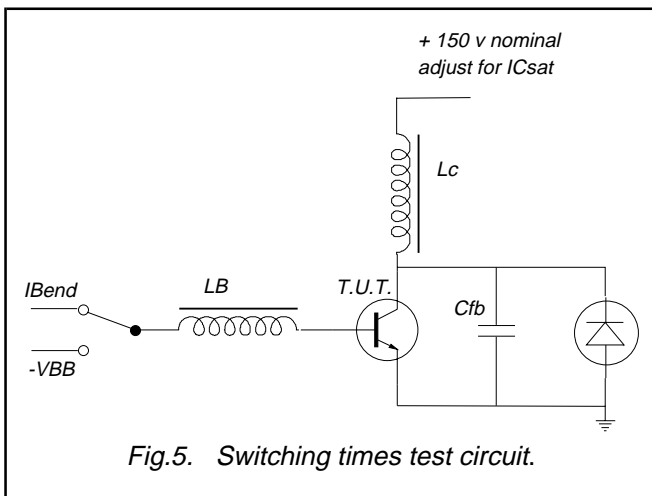 + 150 v nominal
adjust for ICsat
Lc
IBend
LB
T.U.T.
Cfb
-VBB
Fig.5. Switching times test circuit.